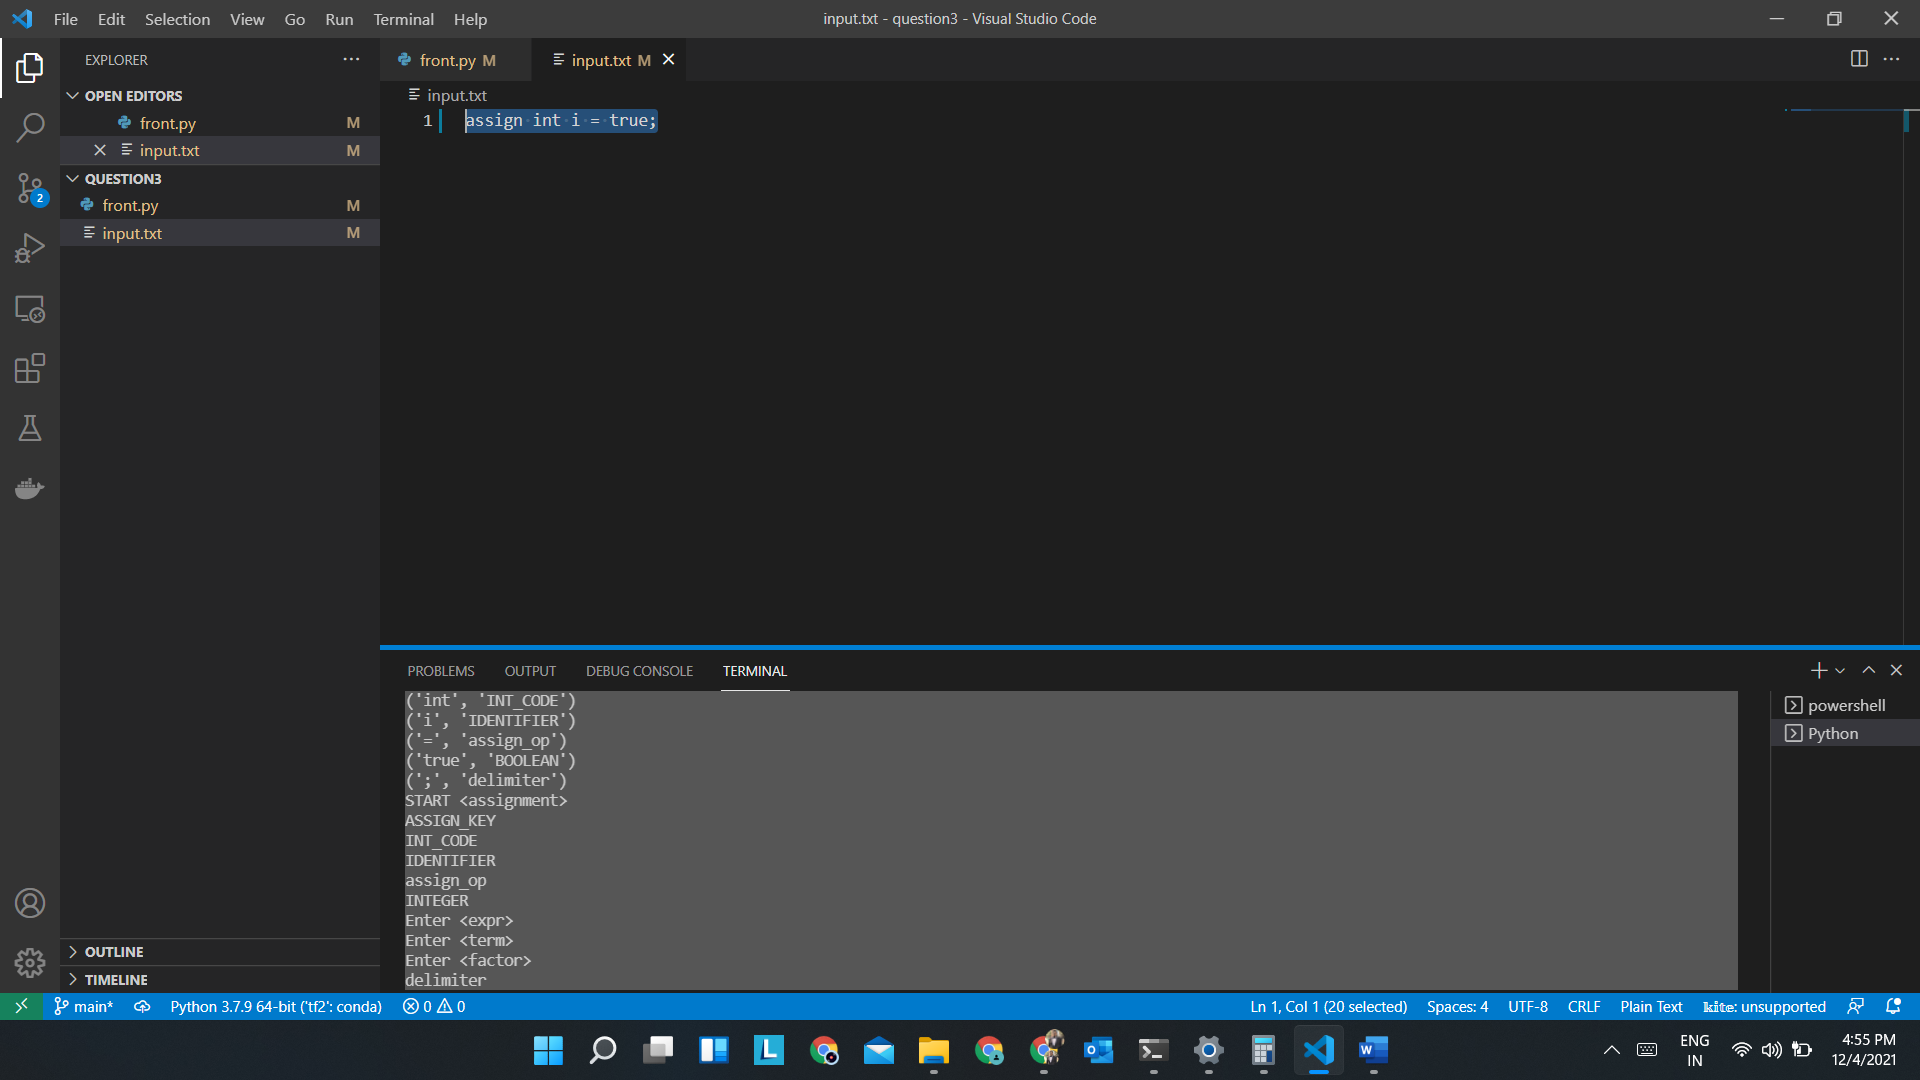 File Edit Selection View Go Run Terminal Help
input.txt - question3 - Visual Studio Code
EXPLORER
OPEN EDITORS
front.py M
input.txt M
QUESTION3
front.py M
input.txt M
2
OUTLINE
TIMELINE
front.py M
input.txt M
input.txt
1 assign int i = true;
PROBLEMS OUTPUT DEBUG CONSOLE TERMINAL
('int', 'INT_CODE')
('i', 'IDENTIFIER')
('=', 'assign_op')
('true', 'BOOLEAN')
(';', 'delimiter')
START <assignment>
ASSIGN_KEY
INT_CODE
IDENTIFIER
assign_op
INTEGER
Enter <expr>
Enter <term>
Enter <factor>
delimiter
powershell
Python
main* Python 3.7.9 64-bit ('tf2': conda) 0 0 Ln 1, Col 1 (20 selected) Spaces: 4 UTF-8 CRLF Plain Text kite: unsupported
ENG
IN
4:55 PM
12/4/2021